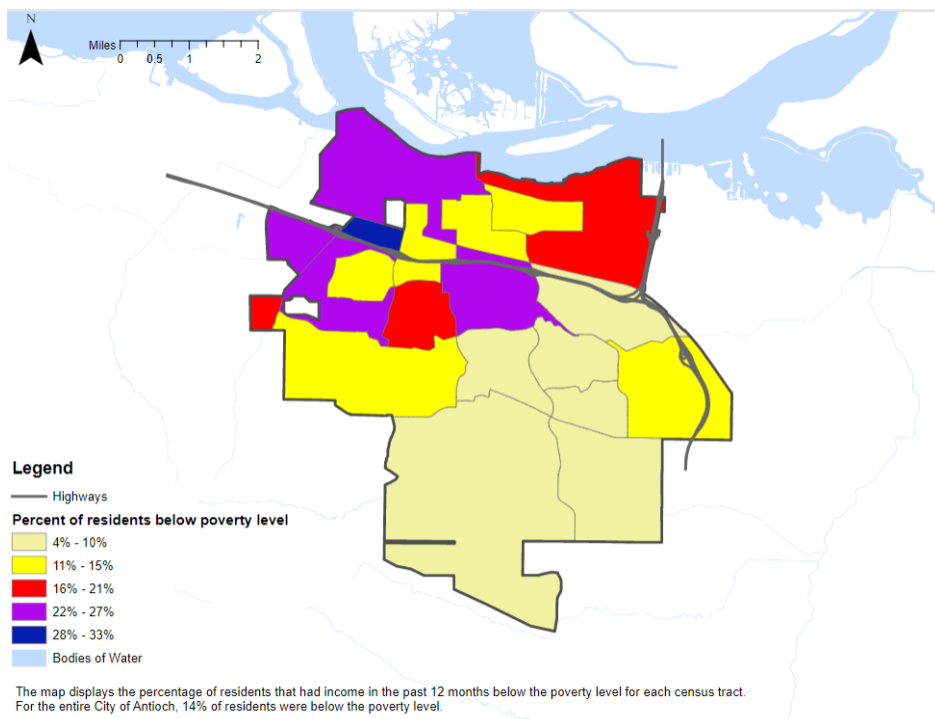 N
Miles
0 0.5 1 2
Legend
Highways
Percent of residents below poverty level
4% - 10%
11% - 15%
16% - 21%
22% - 27%
28% - 33%
Bodies of Water
The map displays the percentage of residents that had income in the past 12 months below the poverty level for each census tract.
For the entire City of Antioch, 14% of residents were below the poverty level.